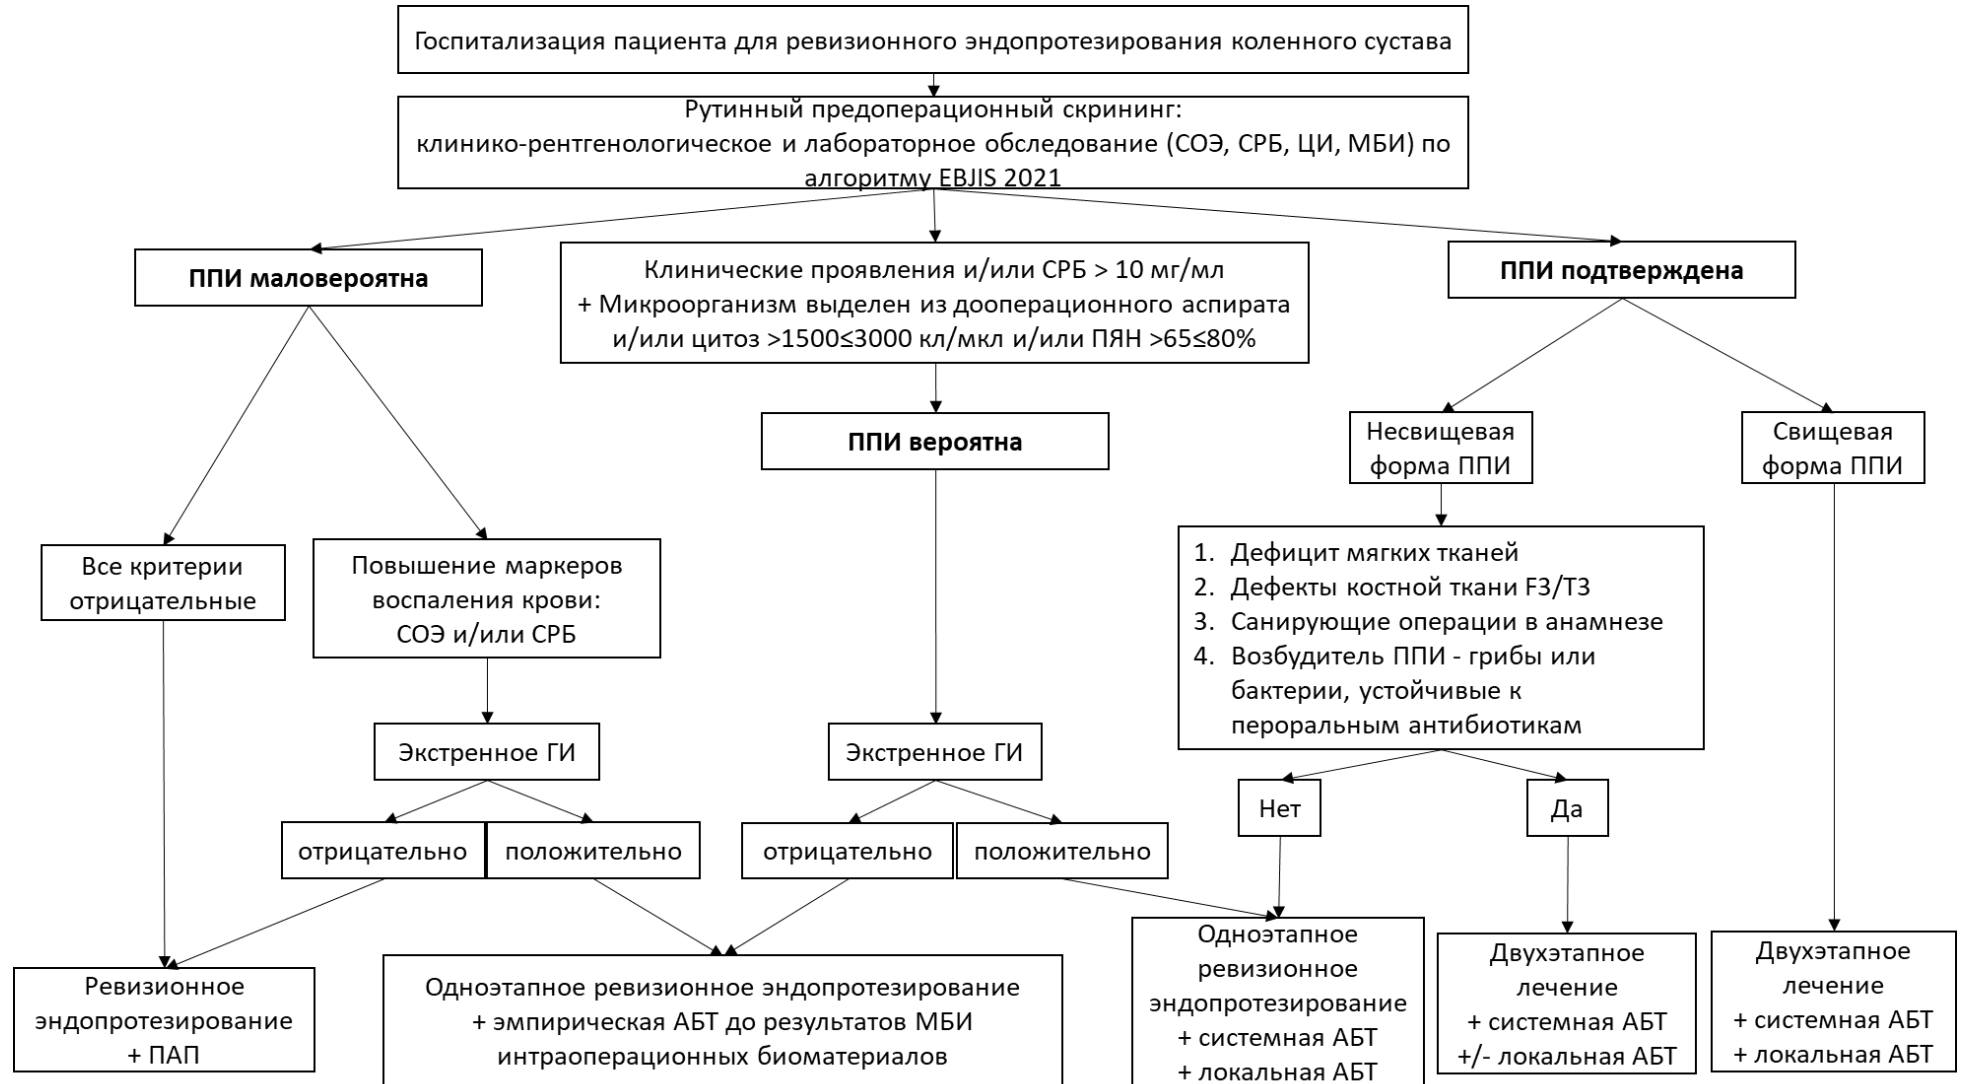 Госпитализация пациента для ревизионного эндопротезирования коленного сустава
Рутинный предоперационный скрининг:
клинико-рентгенологическое и лабораторное обследование (СОЭ, СРБ, ЦИ, МБИ) по
алгоритму EBJIS 2021
ППИ маловероятна
Клинические проявления и/или СРБ > 10 мг/мл
+ Микроорганизм выделен из дооперационного аспирата
и/или цитоз >1500≤3000 кл/мкл и/или ПЯН >65≤80%
ППИ подтверждена
ППИ вероятна
Несвищевая
форма ППИ
Свищевая
форма ППИ
Все критерии
отрицательные
Повышение маркеров
воспаления крови:
СОЭ и/или СРБ
1. Дефицит мягких тканей
2. Дефекты костной ткани F3/T3
3. Санирующие операции в анамнезе
4. Возбудитель ППИ - грибы или
бактерии, устойчивые к
пероральным антибиотикам
Экстренное ГИ
Экстренное ГИ
Нет
Да
отрицательно
положительно
отрицательно
положительно
Ревизионное
эндопротезирование
+ ПАП
Одноэтапное ревизионное эндопротезирование
+ эмпирическая АБТ до результатов МБИ
интраоперационных биоматериалов
Одноэтапное
ревизионное
эндопротезирование
+ системная АБТ
+ локальная АБТ
Двухэтапное
лечение
+ системная АБТ
+/- локальная АБТ
Двухэтапное
лечение
+ системная АБТ
+ локальная АБТ